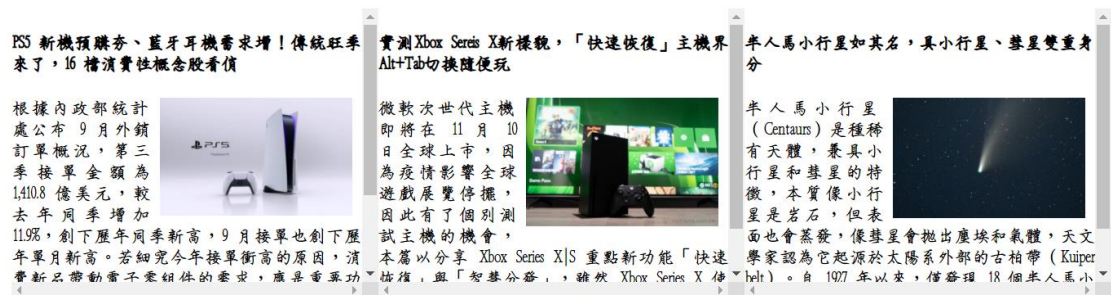 PS5 新機預購夯、藍牙耳機需求增！傳統旺季
來了，16 檔消費性概念股看俏
根據內政部統計
處公布 9 月外銷
訂單概況，第三
季接單金額為
1,410.8 億美元，較
去年同季增加
11.9%，創下歷年同季新高，9 月接單也創下歷
年單月新高。若細究今年接單衝高的原因，消
費新品帶動電子零組件的需求，應是重要功
PS5
實測Xbox Sereis X新樣貌，「快速恢復」主機界
Alt+Tab切換隨便玩
微軟次世代主機
即將在 11 月 10
日全球上市，因
為疫情影響全球
遊戲展覽停擺，
因此有了個別測
試主機的機會，
本篇以分享 Xbox Series X|S 重點新功能「快速
恢復」與「智慧分發」，雖然 Xbox Series X 使
半人馬小行星如其名，具小行星、彗星雙重身
分
半人馬小行星
（Centaurs）是種稀
有天體，兼具小
行星和彗星的特
徵，本質像小行
星是岩石，但表
面也會蒸發，像彗星會拋出塵埃和氣體，天文
學家認為它起源於太陽系外部的古柏帶（Kuiper
belt）。自 1927 年以來，僅發現 18 個半人馬小